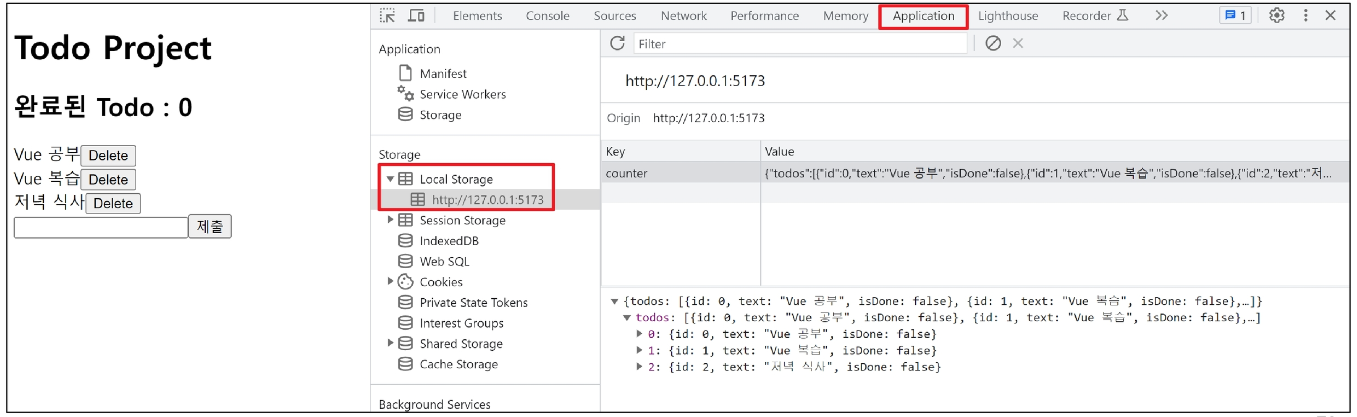 Todo Project
완료된 Todo : 0
Vue 공부 Delete
Vue 복습 Delete
저녁 식사 Delete
제출
Elements Console Sources Network Performance Memory Application Lighthouse Recorder >> 1
Application
Manifest
Service Workers
Storage
Storage
Local Storage
http://127.0.0.1:5173
Session Storage
IndexedDB
Web SQL
Cookies
Private State Tokens
Interest Groups
Shared Storage
Cache Storage
Background Services
Filter
http://127.0.0.1:5173
Origin http://127.0.0.1:5173
Key Value
counter {"todos":[{"id":0,"text":"Vue 공부","isDone":false},{"id":1,"text":"Vue 복습","isDone":false},{"id":2,"text":"저...
{todos: [{id: 0, text: "Vue 공부", isDone: false}, {id: 1, text: "Vue 복습", isDone: false},…]}
todos: [{id: 0, text: "Vue 공부", isDone: false}, {id: 1, text: "Vue 복습", isDone: false},…]
0: {id: 0, text: "Vue 공부", isDone: false}
1: {id: 1, text: "Vue 복습", isDone: false}
2: {id: 2, text: "저녁 식사", isDone: false}